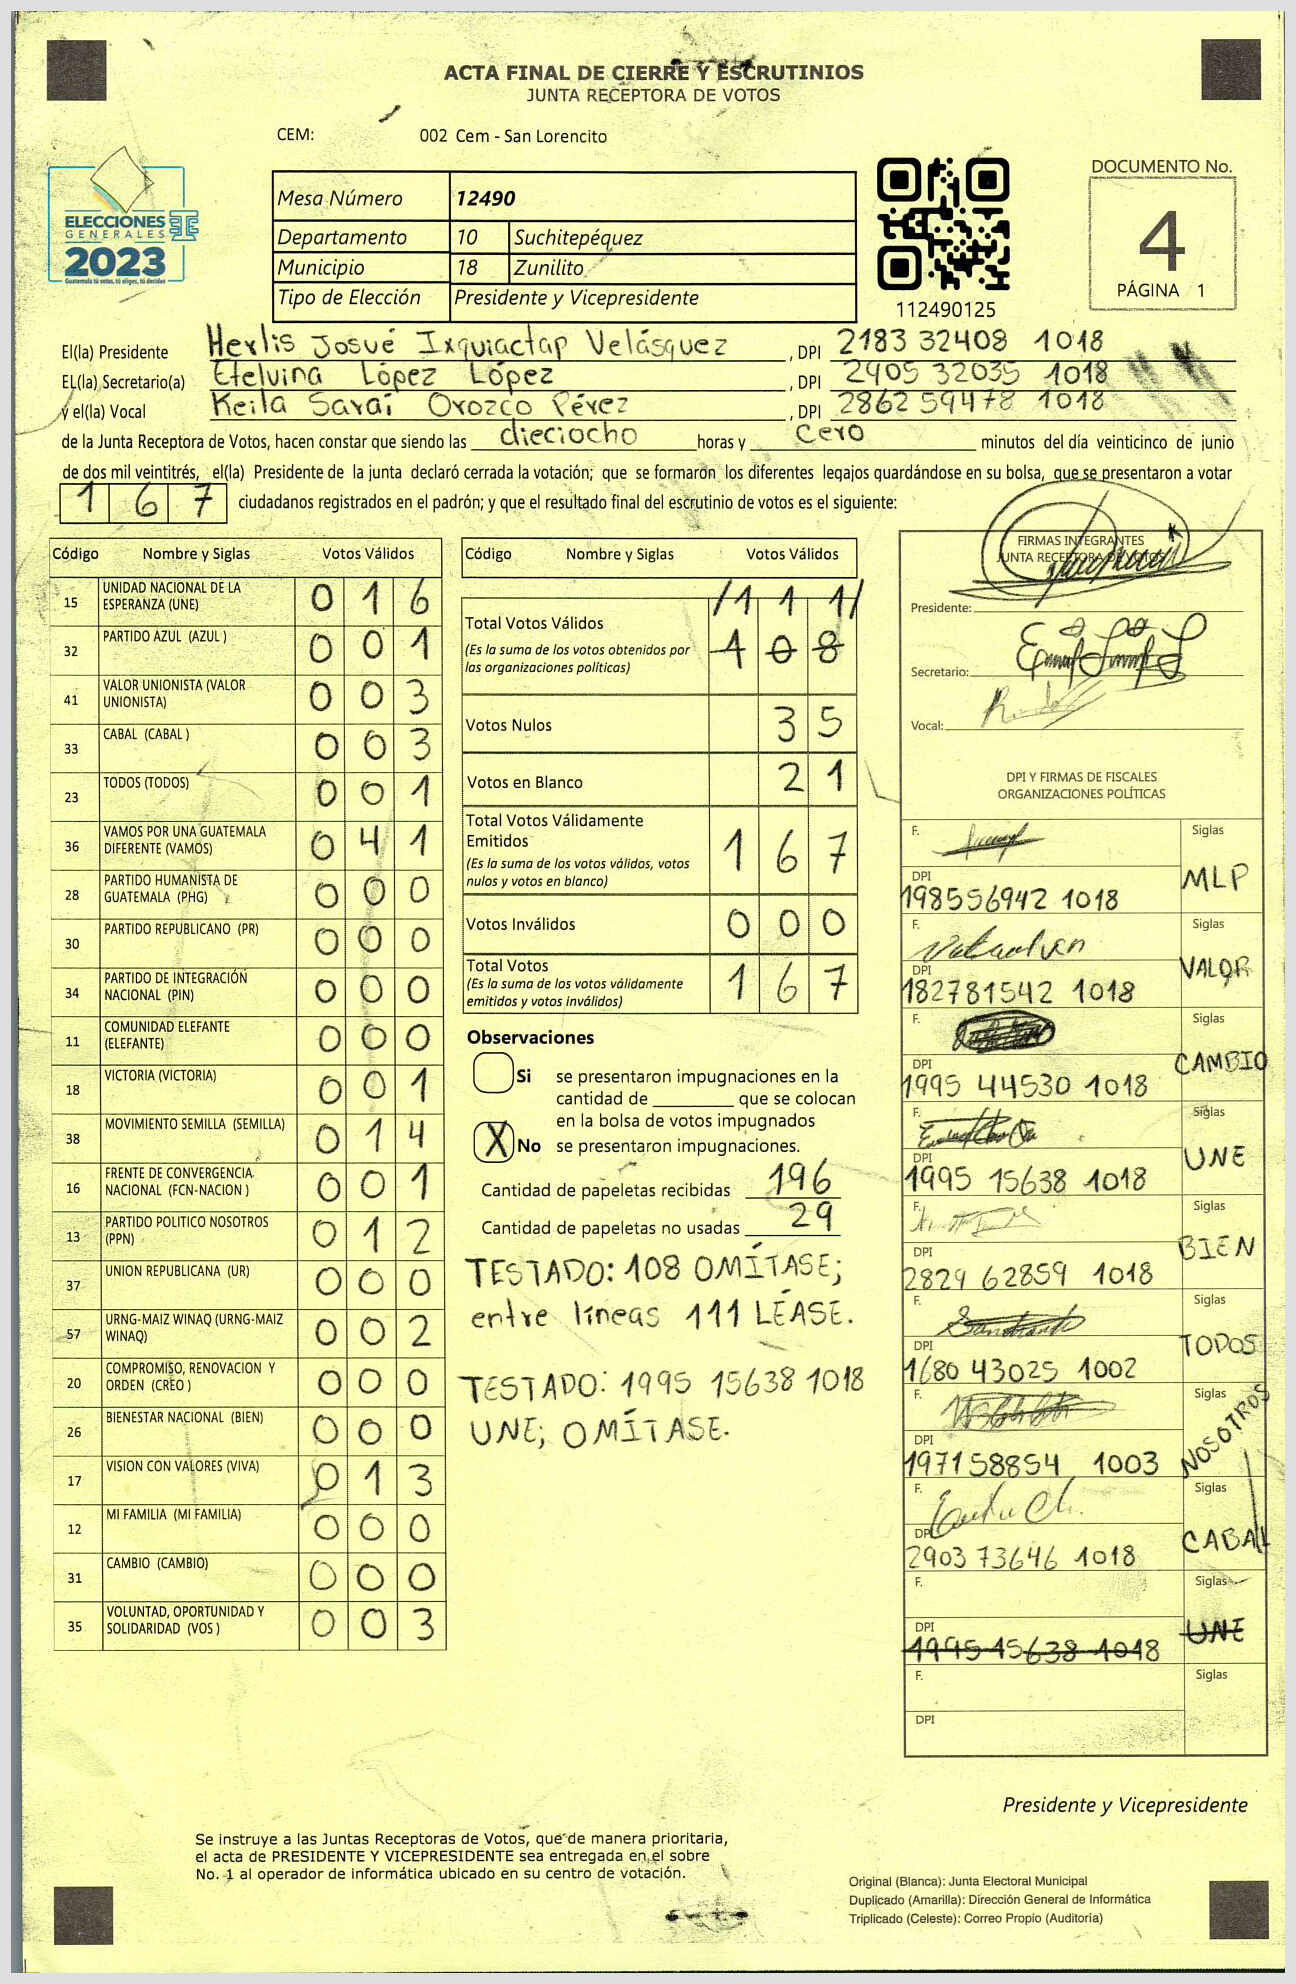 ACTA FINAL DE CIERRE Y ESCRUTINIOS
JUNTA RECEPTORA DE VOTOS
CEM: 002 Cem - San Lorencito
DOCUMENTO No.
4
PÁGINA 1
ELECCIONES
GENERALES
2023
Guatemala tú votas, tú eliges, tú decides
Mesa Número 12490
Departamento 10 Suchitepéquez
Municipio 18 Zunilito
Tipo de Elección Presidente y Vicepresidente
112490125
El(la) Presidente Herlis Josué Ixquiactap Velásquez , DPI 2183 32408 1018
EL(la) Secretario(a) Etelvina López López , DPI 2405 32035 1018
y el(la) Vocal Keila Saraí Orozco Pérez , DPI 2862 59478 1018
de la Junta Receptora de Votos, hacen constar que siendo las dieciocho horas y cero minutos del día veinticinco de junio
de dos mil veintitrés, el(la) Presidente de la junta declaró cerrada la votación; que se formaron los diferentes legajos guardándose en su bolsa, que se presentaron a votar
1 6 7 ciudadanos registrados en el padrón; y que el resultado final del escrutinio de votos es el siguiente:
Código Nombre y Siglas Votos Válidos
15 UNIDAD NACIONAL DE LA ESPERANZA (UNE) 0 1 6
32 PARTIDO AZUL (AZUL ) 0 0 1
41 VALOR UNIONISTA (VALOR UNIONISTA) 0 0 3
33 CABAL (CABAL ) 0 0 3
23 TODOS (TODOS) 0 0 1
36 VAMOS POR UNA GUATEMALA DIFERENTE (VAMOS) 0 4 1
28 PARTIDO HUMANISTA DE GUATEMALA (PHG) 0 0 0
30 PARTIDO REPUBLICANO (PR) 0 0 0
34 PARTIDO DE INTEGRACIÓN NACIONAL (PIN) 0 0 0
11 COMUNIDAD ELEFANTE (ELEFANTE) 0 0 0
18 VICTORIA (VICTORIA) 0 0 1
38 MOVIMIENTO SEMILLA (SEMILLA) 0 1 4
16 FRENTE DE CONVERGENCIA NACIONAL (FCN-NACION ) 0 0 1
13 PARTIDO POLITICO NOSOTROS (PPN) 0 1 2
37 UNION REPUBLICANA (UR) 0 0 0
57 URNG-MAIZ WINAQ (URNG-MAIZ WINAQ) 0 0 2
20 COMPROMISO, RENOVACION Y ORDEN (CREO ) 0 0 0
26 BIENESTAR NACIONAL (BIEN) 0 0 0
17 VISION CON VALORES (VIVA) 0 1 3
12 MI FAMILIA (MI FAMILIA) 0 0 0
31 CAMBIO (CAMBIO) 0 0 0
35 VOLUNTAD, OPORTUNIDAD Y SOLIDARIDAD (VOS ) 0 0 3
Código Nombre y Siglas Votos Válidos
/1 1 1/
Total Votos Válidos 1 0 8
(Es la suma de los votos obtenidos por
las organizaciones políticas)
Votos Nulos 3 5
Votos en Blanco 2 1
Total Votos Válidamente
Emitidos 1 6 7
(Es la suma de los votos válidos, votos
nulos y votos en blanco)
Votos Inválidos 0 0 0
Total Votos 1 6 7
(Es la suma de los votos válidamente
emitidos y votos inválidos)
Observaciones
Si se presentaron impugnaciones en la
cantidad de ________ que se colocan
en la bolsa de votos impugnados
X No se presentaron impugnaciones.
Cantidad de papeletas recibidas 196
Cantidad de papeletas no usadas 29
TESTADO: 108 OMÍTASE;
entre líneas 111 LÉASE.
TESTADO: 1995 15638 1018
UNE; OMÍTASE.
FIRMAS INTEGRANTES
JUNTA RECEPTORA DE VOTOS
Presidente:
Secretario:
Vocal:
DPI Y FIRMAS DE FISCALES
ORGANIZACIONES POLÍTICAS
F. Siglas
DPI MLP
198556942 1018
F. Siglas
DPI VALOR
182781542 1018
F. Siglas
DPI CAMBIO
1995 44530 1018
F. Siglas
DPI UNE
1995 15638 1018
F. Siglas
DPI BIEN
2829 62859 1018
F. Siglas
DPI TODOS
1680 43025 1002
F. Siglas
DPI NOSOTROS
1971 58854 1003
F. Siglas
DPI CABAL
2903 73646 1018
F. Siglas
DPI UNE
1995 15638 1018
F. Siglas
DPI
Presidente y Vicepresidente
Se instruye a las Juntas Receptoras de Votos, que de manera prioritaria,
el acta de PRESIDENTE Y VICEPRESIDENTE sea entregada en el sobre
No. 1 al operador de informática ubicado en su centro de votación.
Original (Blanca): Junta Electoral Municipal
Duplicado (Amarilla): Dirección General de Informática
Triplicado (Celeste): Correo Propio (Auditoría)